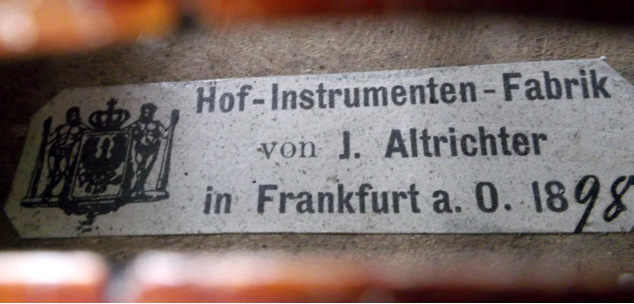 Hof-Instrumenten-Fabrik
von J. Altrichter
in Frankfurt a. O. 1898